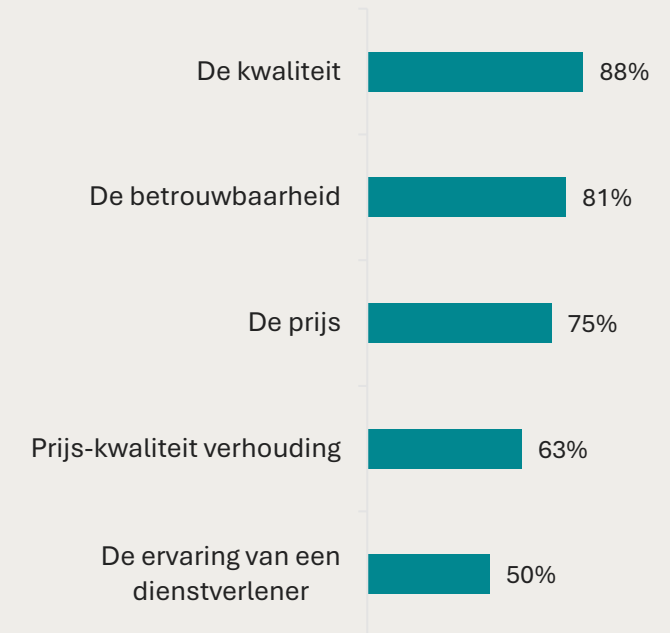 De kwaliteit 88%
De betrouwbaarheid 81%
De prijs 75%
Prijs-kwaliteit verhouding 63%
De ervaring van een
dienstverlener 50%